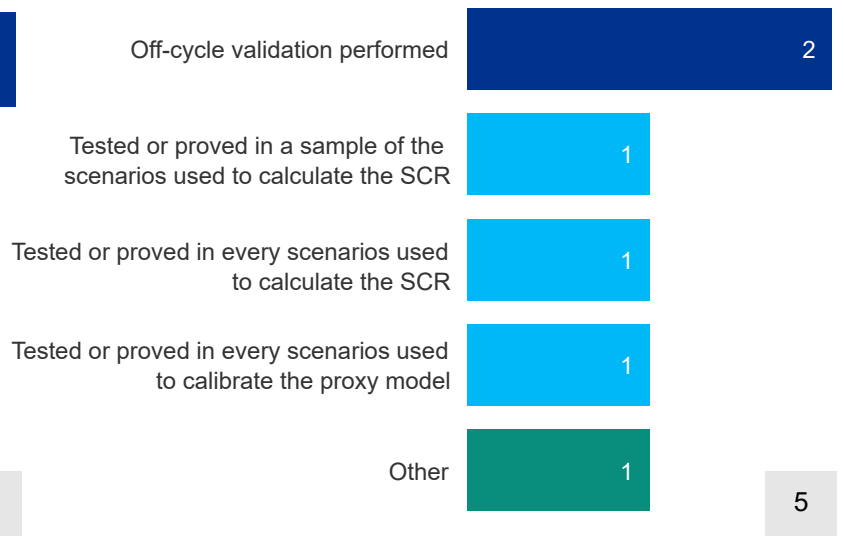 Off-cycle validation performed
2
Tested or proved in a sample of the
scenarios used to calculate the SCR
1
Tested or proved in every scenarios used
to calculate the SCR
1
Tested or proved in every scenarios used
to calibrate the proxy model
1
Other
1
5